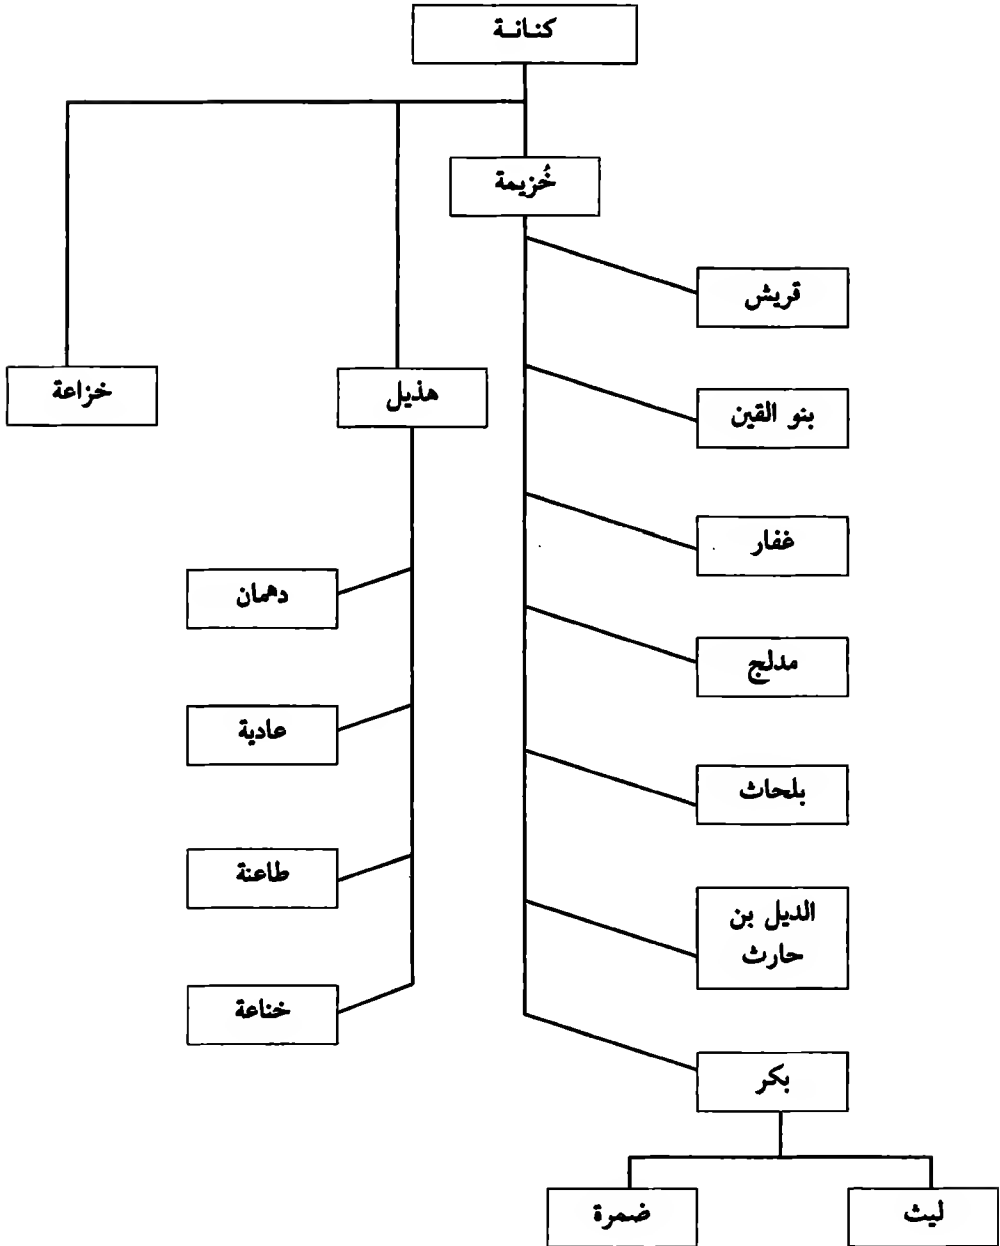 كنانة
خُزيمة
قريش
خزاعة
هذيل
بنو القين
غفار
دهمان
مدلج
عادية
بلحاث
طاعنة
الديل بن
حارث
خناعة
بكر
ليث
ضمرة